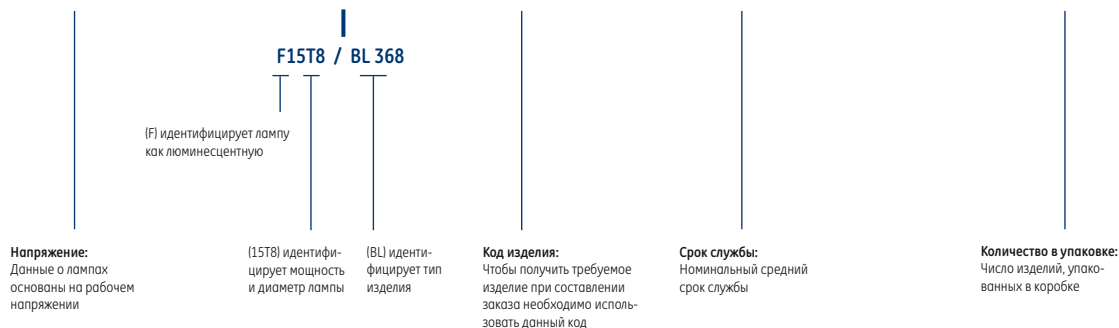 F15T8 / BL 368
(F) идентифицирует лампу
как люминесцентную
Напряжение:
Данные о лампах
основаны на рабочем
напряжении
(15T8) идентифи-
цирует мощность
и диаметр лампы
(BL) иденти-
фицирует тип
изделия
Код изделия:
Чтобы получить требуемое
изделие при составлении
заказа необходимо исполь-
зовать данный код
Срок службы:
Номинальный средний
срок службы
Количество в упаковке:
Число изделий, упако-
ванных в коробке